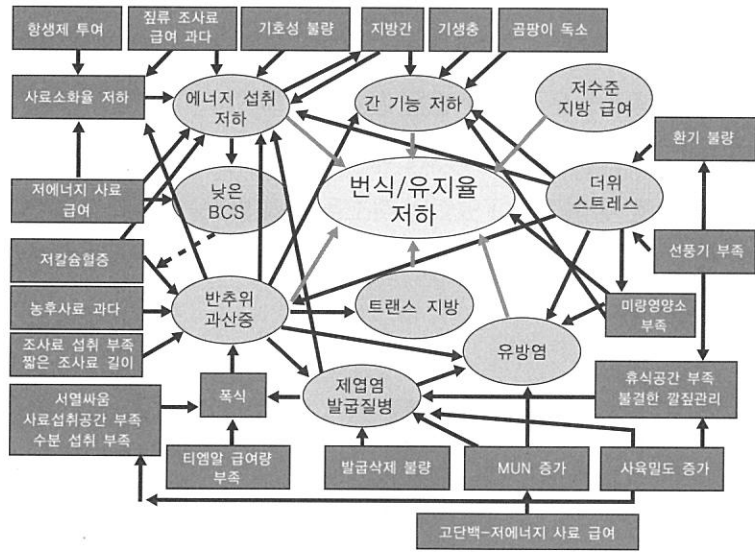 항생제 투여
짚류 조사료
급여 과다
기호성 불량
지방간
기생충
곰팡이 독소
사료소화율 저하
에너지 섭취
저하
간 기능 저하
저수준
지방 급여
환기 불량
저에너지 사료
급여
낮은
BCS
번식/유지율
저하
더위
스트레스
저칼슘혈증
선풍기 부족
농후사료 과다
반추위
과산증
트랜스 지방
미량영양소
부족
조사료 섭취 부족
짧은 조사료 길이
유방염
서열싸움
사료섭취공간 부족
수분 섭취 부족
폭식
제엽염
발굽질병
휴식공간 부족
불결한 깔짚관리
티엠알 급여량
부족
발굽삭제 불량
MUN 증가
사육밀도 증가
고단백-저에너지 사료 급여